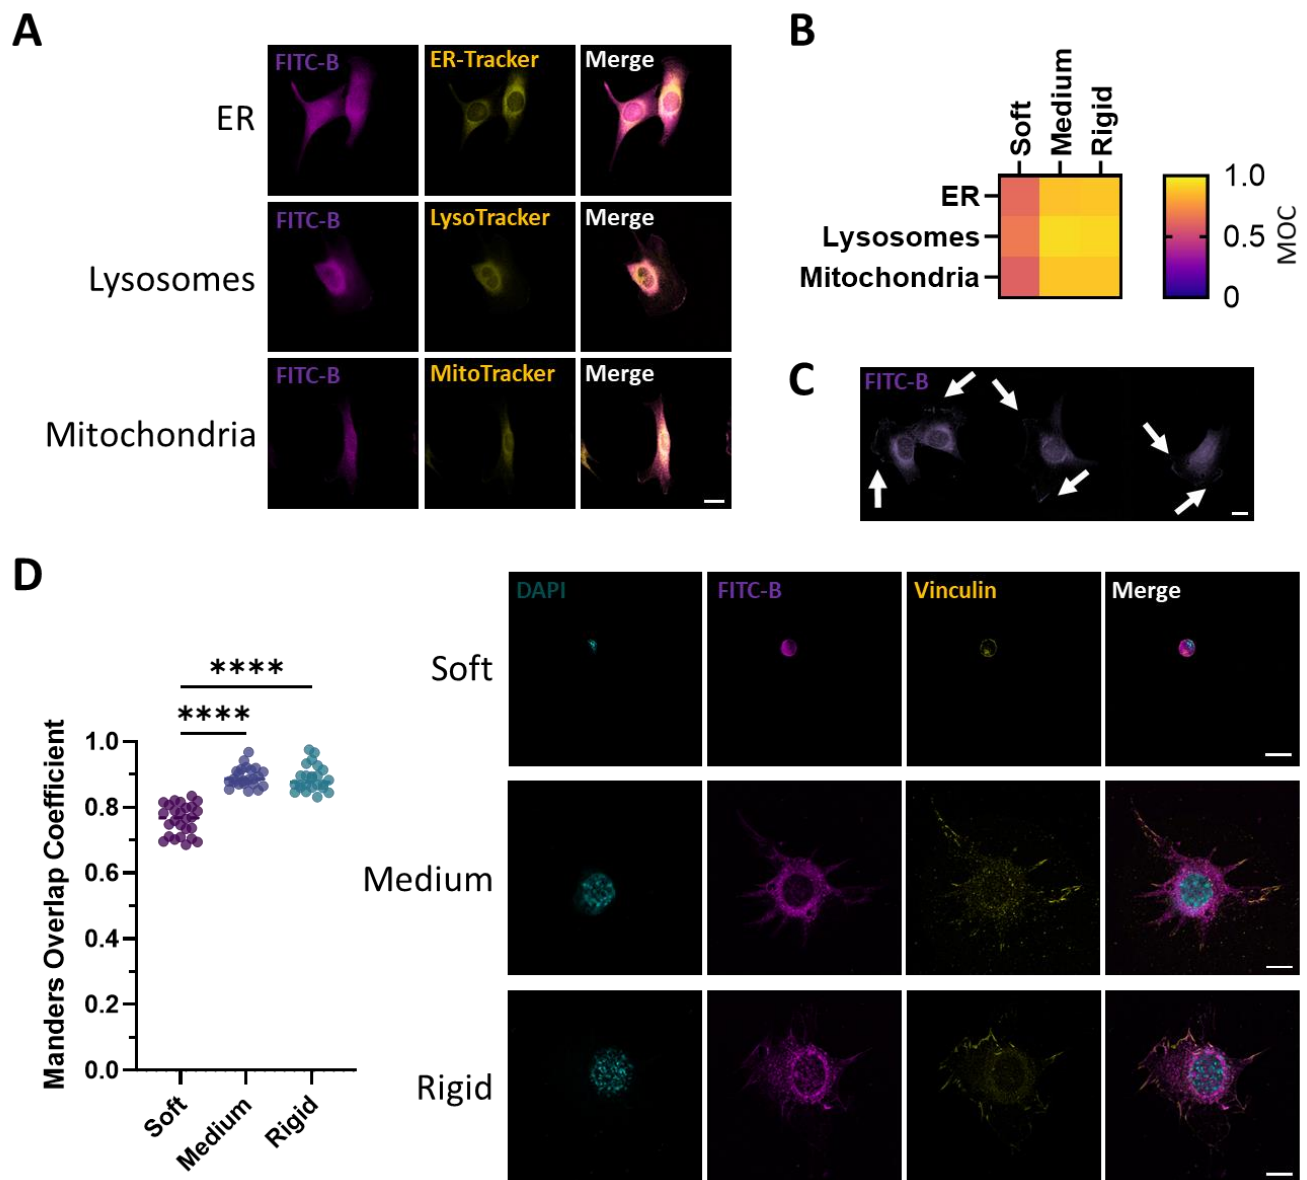 A
FITC-B
ER-Tracker
Merge
ER
FITC-B
LysoTracker
Merge
Lysosomes
FITC-B
MitoTracker
Merge
Mitochondria
B
Soft
Medium
Rigid
ER
Lysosomes
Mitochondria
1.0
0.5
0
MOC
C
FITC-B
D
****
****
Manders Overlap Coefficient
1.0
0.8
0.6
0.4
0.2
0.0
Soft
Medium
Rigid
DAPI
FITC-B
Vinculin
Merge
Soft
Medium
Rigid